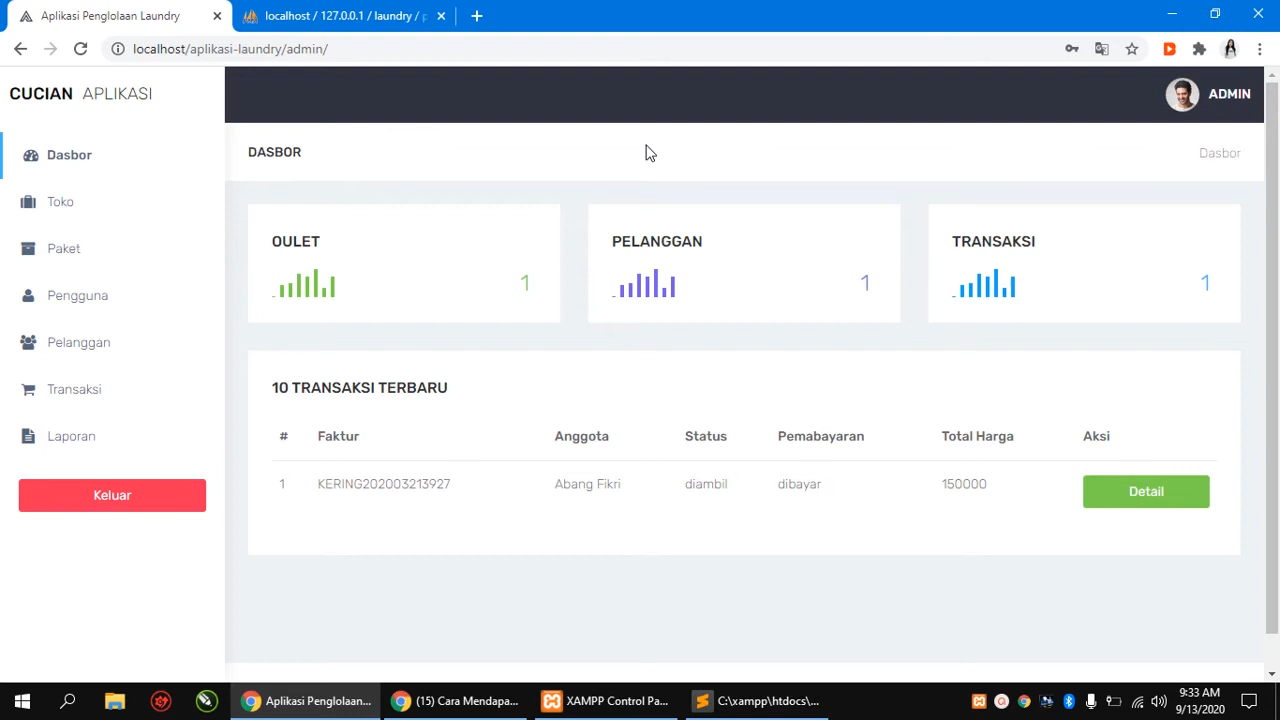 Aplikasi Penglolaan Laundry
localhost / 127.0.0.1 / laundry / p
localhost/aplikasi-laundry/admin/
CUCIAN APLIKASI
ADMIN
Dasbor
Toko
Paket
Pengguna
Pelanggan
Transaksi
Laporan
Keluar
DASBOR
Dasbor
OULET
1
PELANGGAN
1
TRANSAKSI
1
10 TRANSAKSI TERBARU
# Faktur Anggota Status Pemabayaran Total Harga Aksi
1 KERING202003213927 Abang Fikri diambil dibayar 150000 Detail
Aplikasi Penglolaan...
(15) Cara Mendapa...
XAMPP Control Pa...
C:\xampp\htdocs\...
9:33 AM
9/13/2020